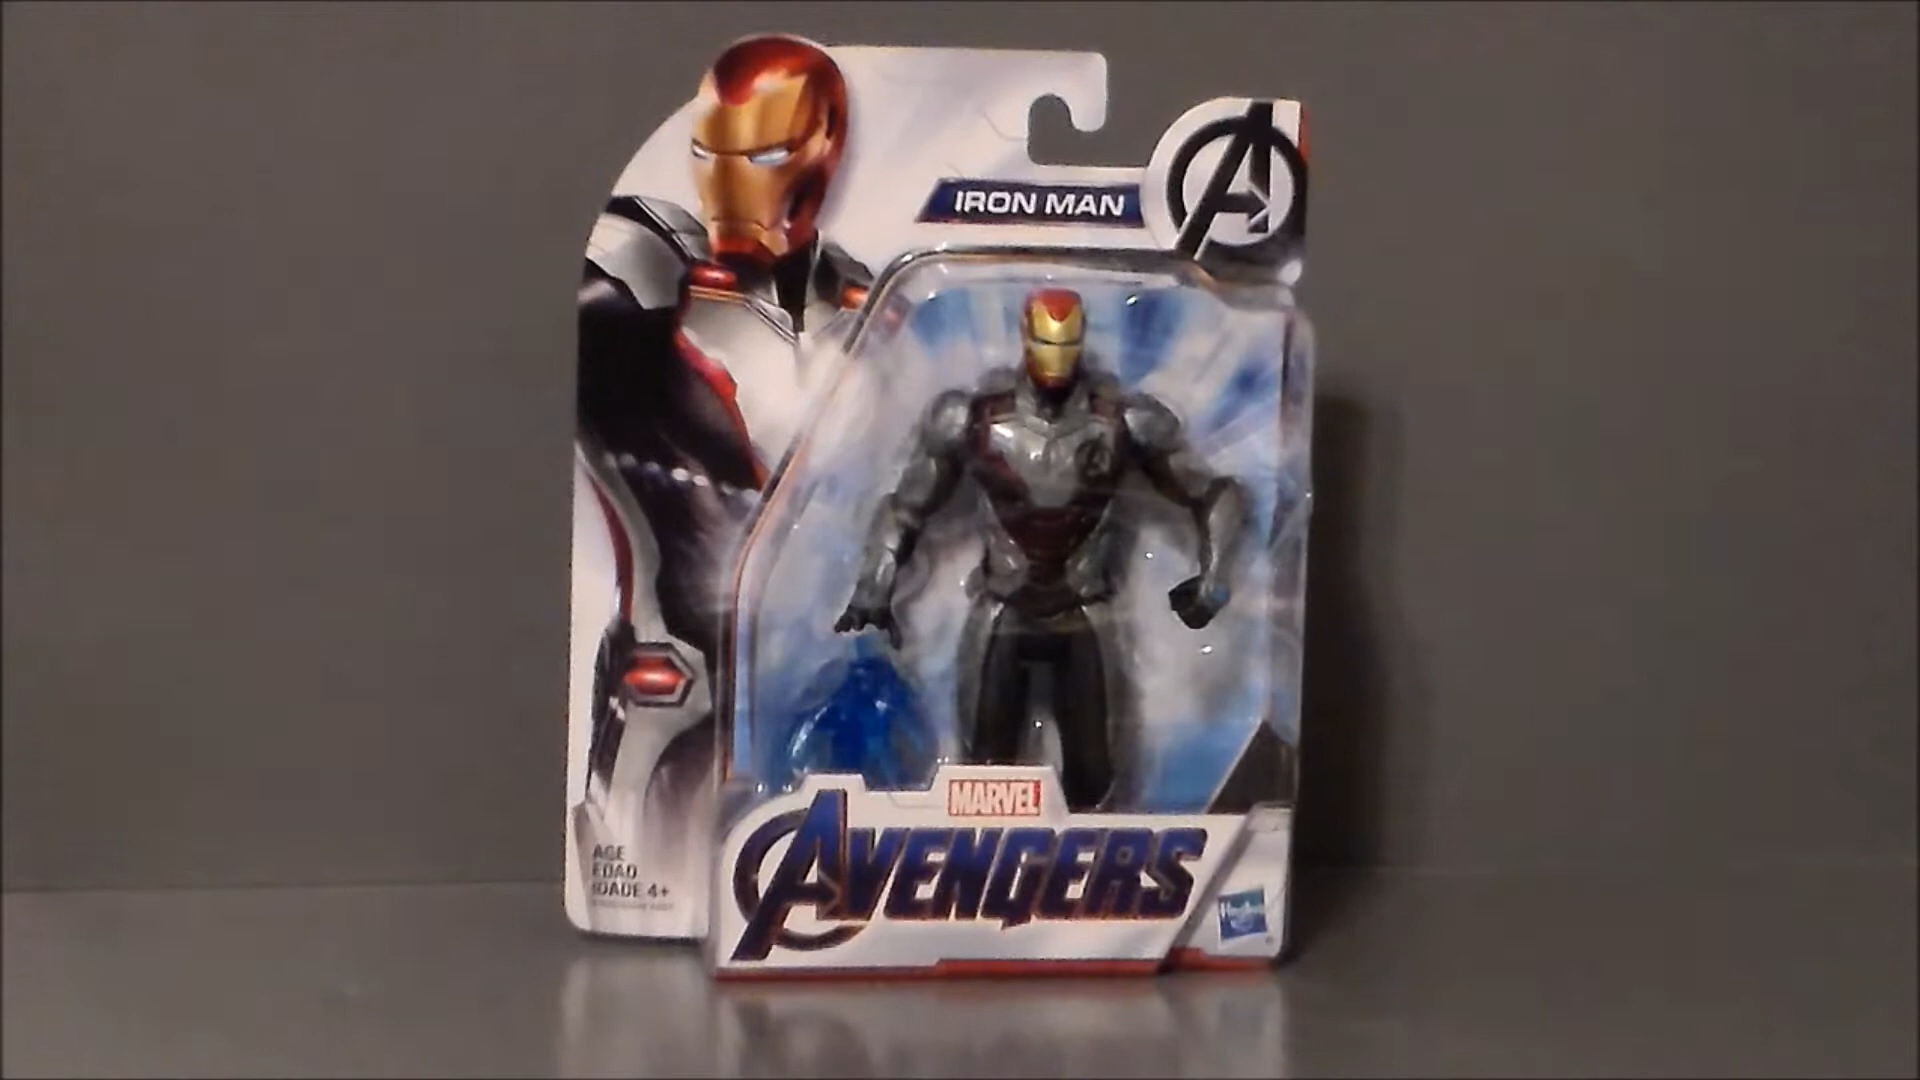 IRON MAN
MARVEL
AVENGERS
AGE
EDAD
IDADE 4+
Hasbro